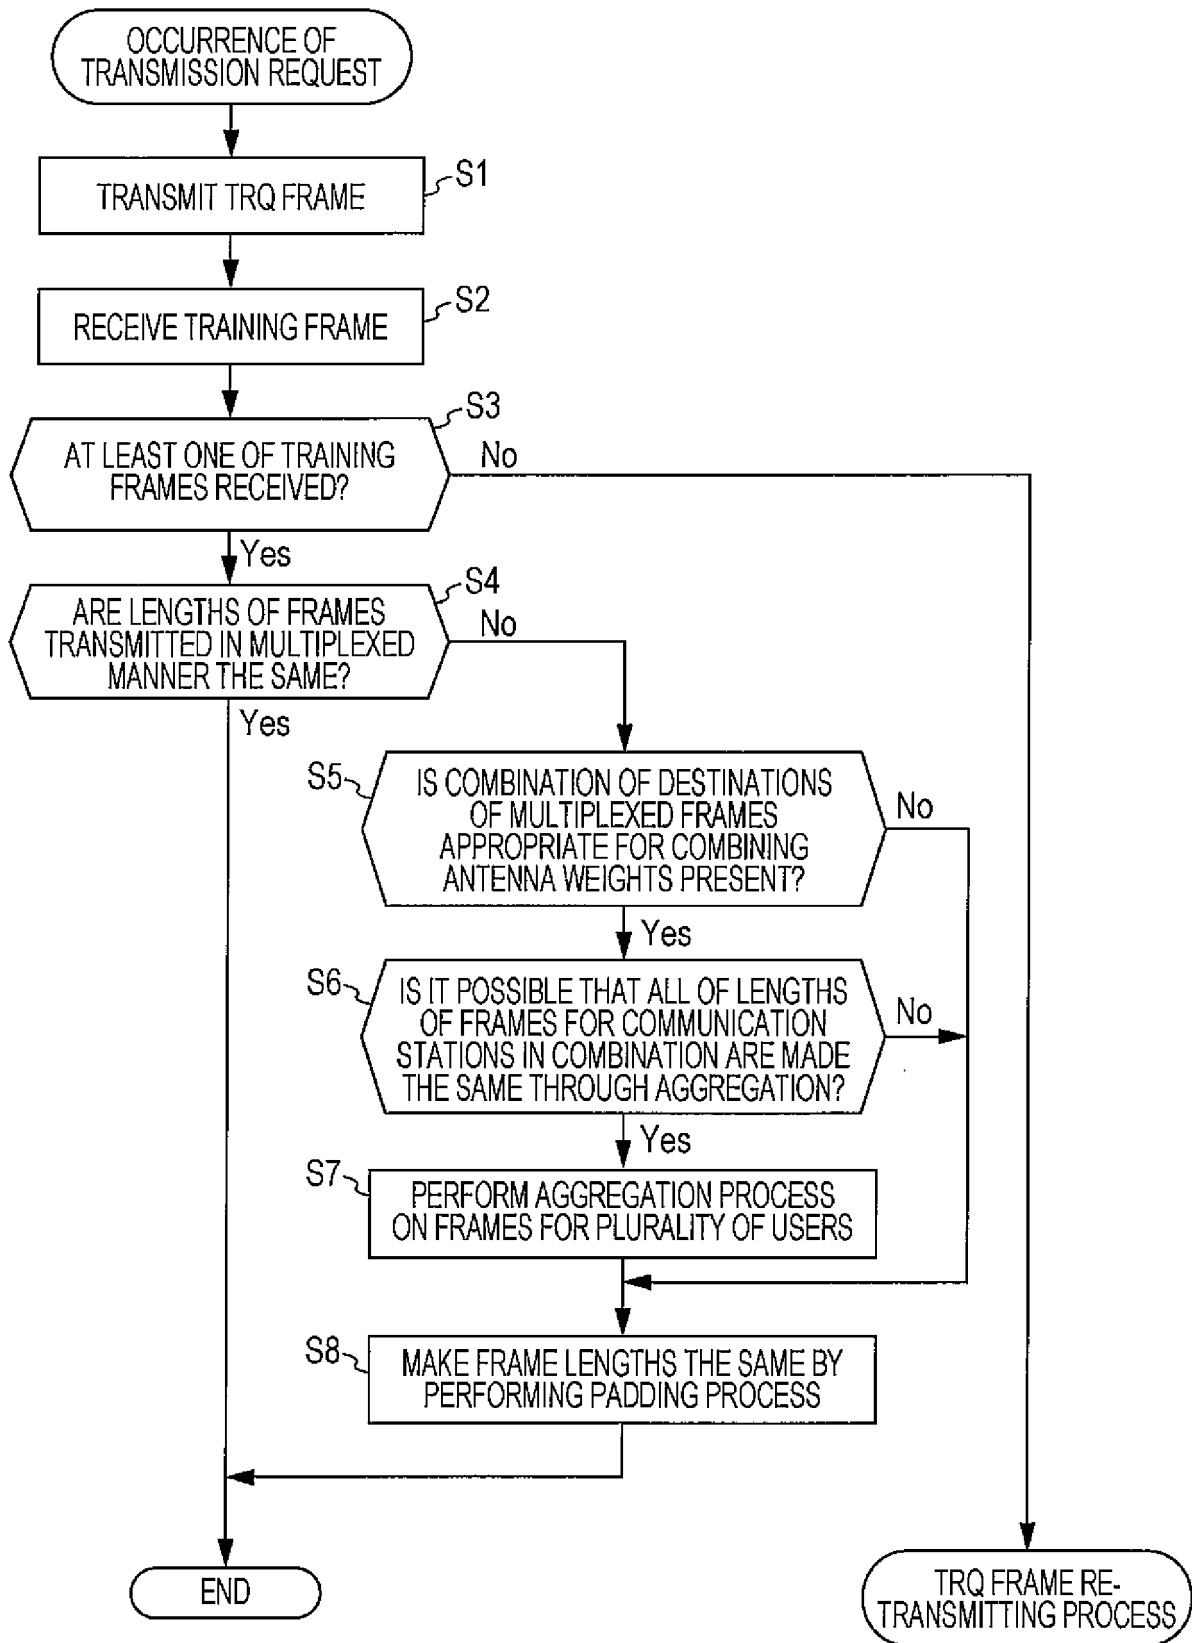 OCCURRENCE OF
TRANSMISSION REQUEST
TRANSMIT TRQ FRAME
S1
RECEIVE TRAINING FRAME
S2
AT LEAST ONE OF TRAINING
FRAMES RECEIVED?
S3
No
Yes
ARE LENGTHS OF FRAMES
TRANSMITTED IN MULTIPLEXED
MANNER THE SAME?
S4
No
Yes
S5
IS COMBINATION OF DESTINATIONS
OF MULTIPLEXED FRAMES
APPROPRIATE FOR COMBINING
ANTENNA WEIGHTS PRESENT?
No
Yes
S6
IS IT POSSIBLE THAT ALL OF LENGTHS
OF FRAMES FOR COMMUNICATION
STATIONS IN COMBINATION ARE MADE
THE SAME THROUGH AGGREGATION?
No
Yes
S7
PERFORM AGGREGATION PROCESS
ON FRAMES FOR PLURALITY OF USERS
S8
MAKE FRAME LENGTHS THE SAME BY
PERFORMING PADDING PROCESS
END
TRQ FRAME RE-
TRANSMITTING PROCESS